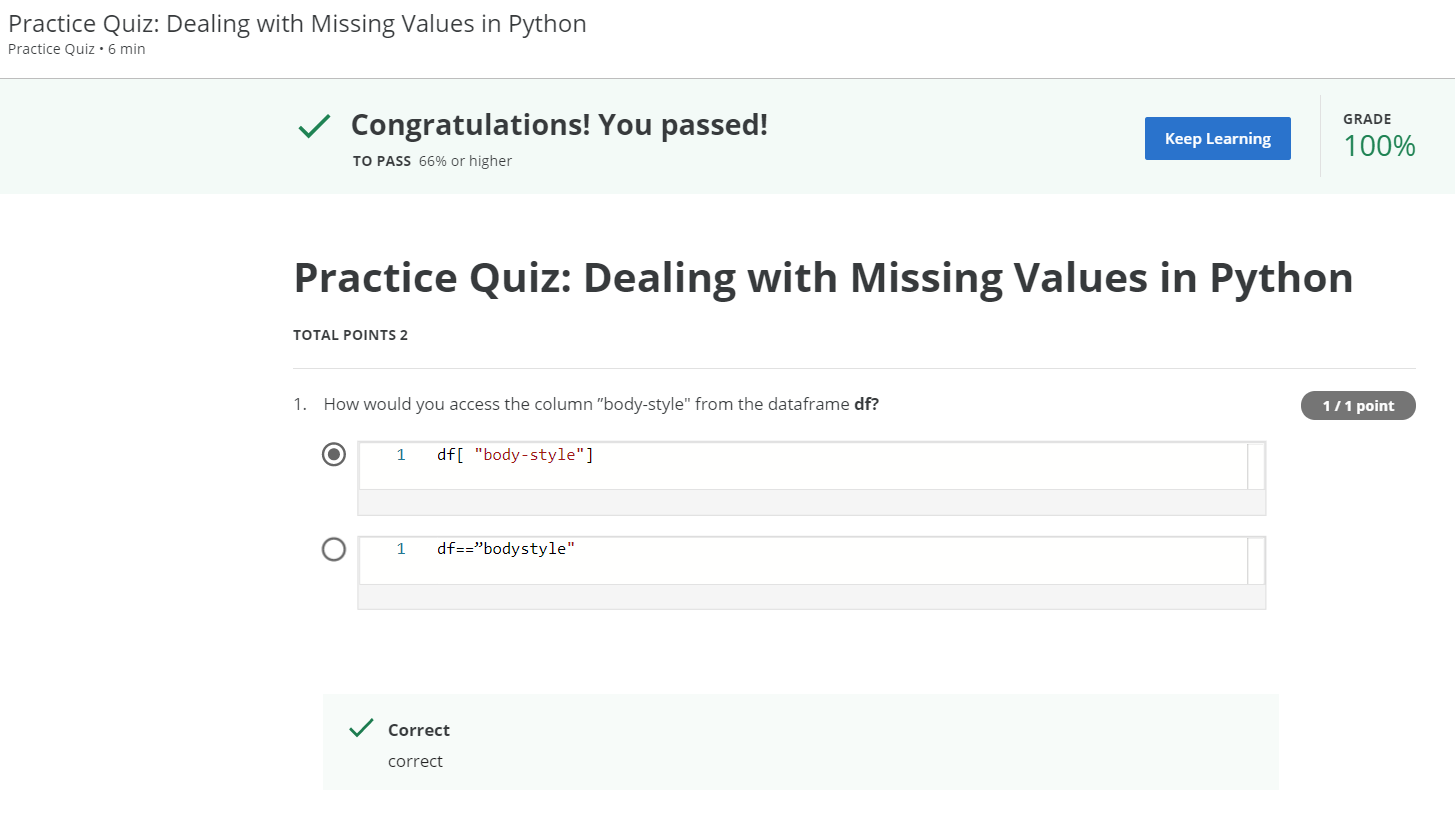 Practice Quiz: Dealing with Missing Values in Python
Practice Quiz • 6 min
Congratulations! You passed!
TO PASS 66% or higher
Keep Learning
GRADE
100%
Practice Quiz: Dealing with Missing Values in Python
TOTAL POINTS 2
1. How would you access the column ”body-style" from the dataframe df?
1 / 1 point
1 df[ "body-style"]
1 df==”bodystyle"
Correct
correct